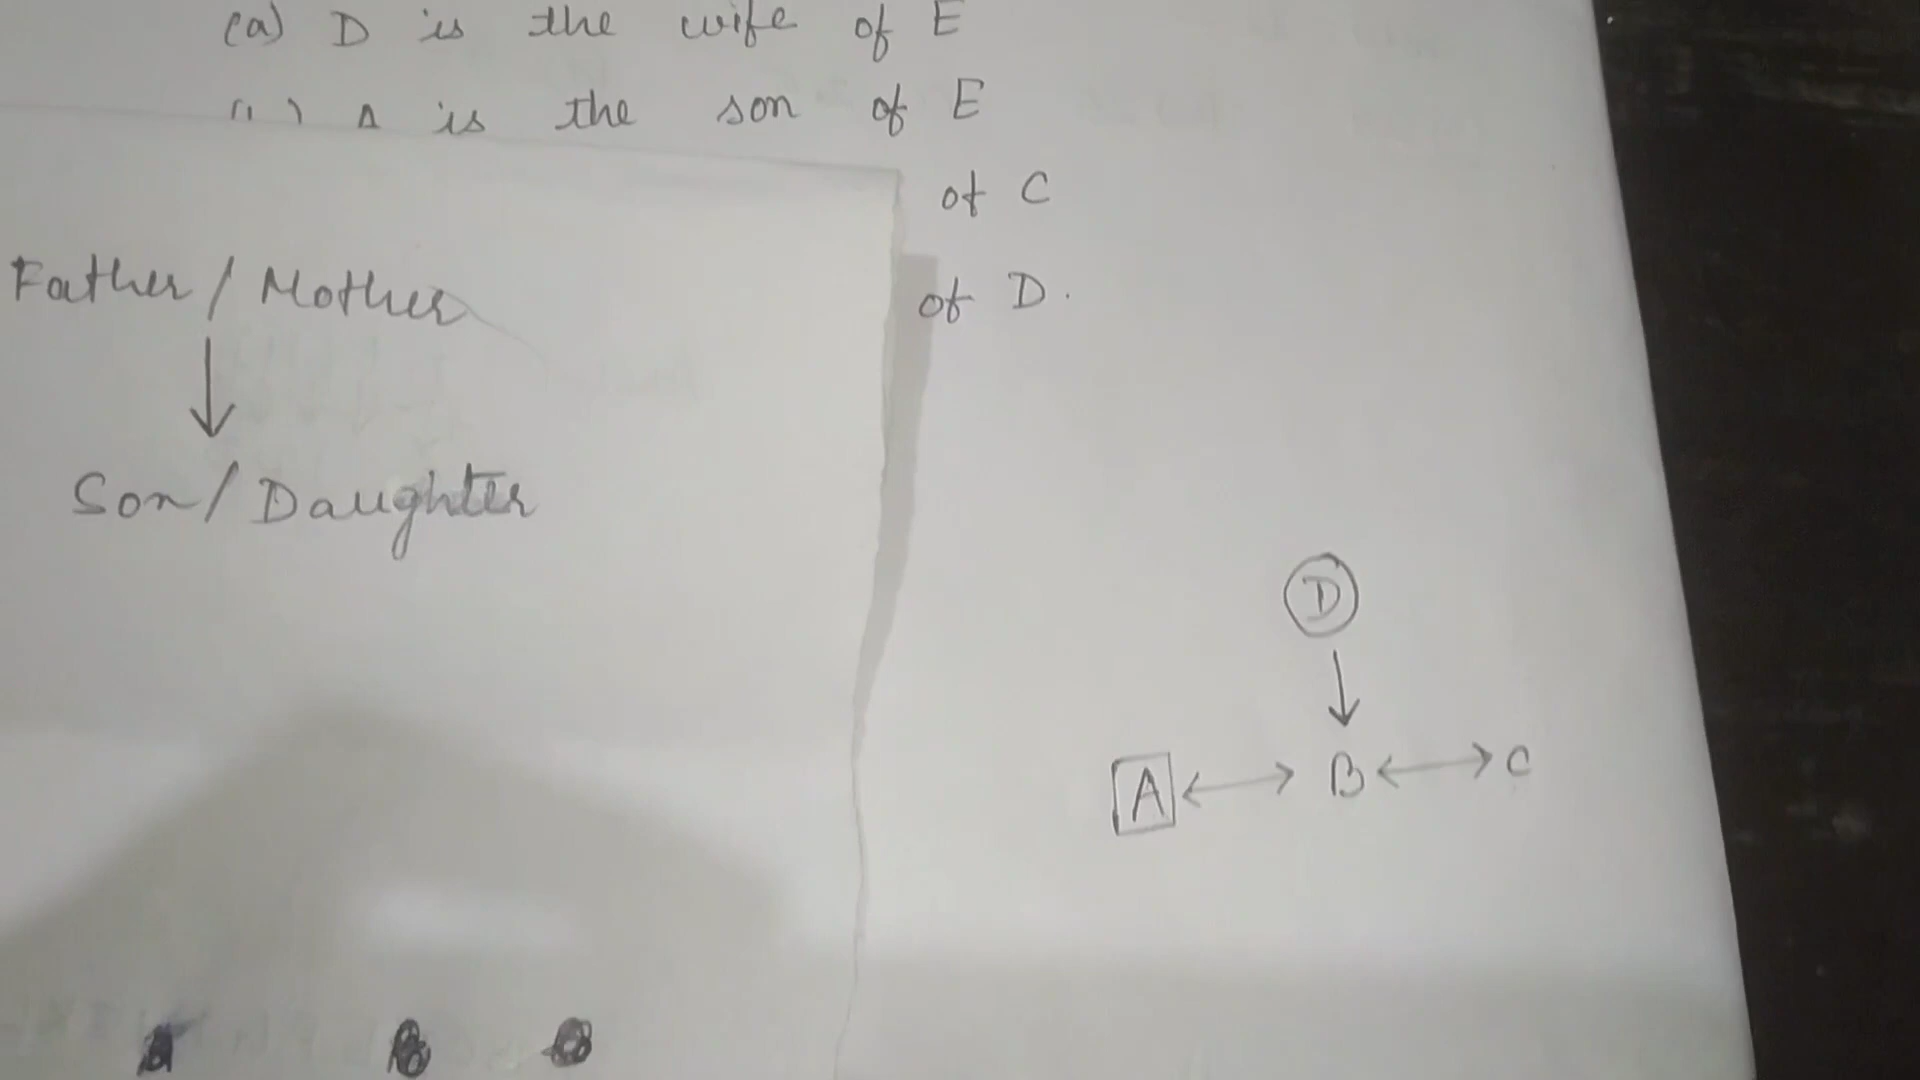 (a) D is the wife of E
A is the son of E
of C
of D.
Father / Mother
↓
Son / Daughter
D
↓
A ↔ B ↔ C